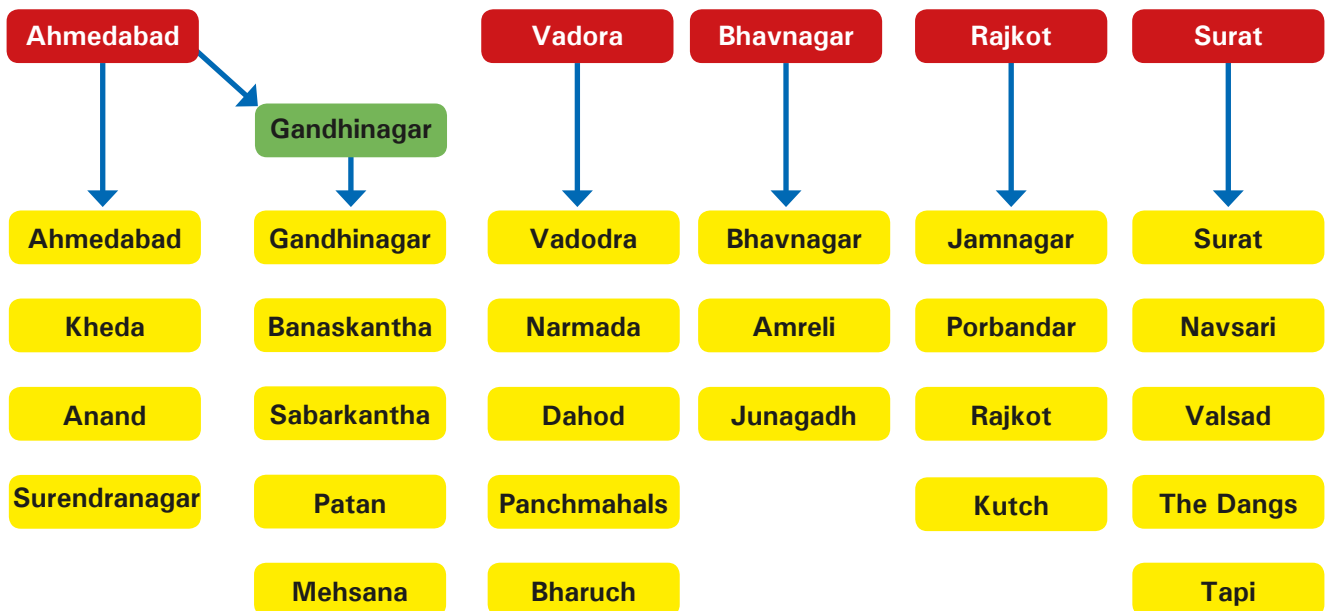 Ahmedabad
Vadora
Bhavnagar
Rajkot
Surat
Gandhinagar
Ahmedabad
Gandhinagar
Vadodra
Bhavnagar
Jamnagar
Surat
Kheda
Banaskantha
Narmada
Amreli
Porbandar
Navsari
Anand
Sabarkantha
Dahod
Junagadh
Rajkot
Valsad
Surendranagar
Patan
Panchmahals
Kutch
The Dangs
Mehsana
Bharuch
Tapi